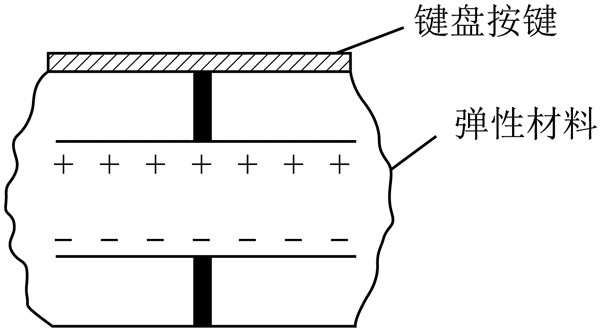 键盘按键
弹性材料
+ + + + + + +
− − − − − − −